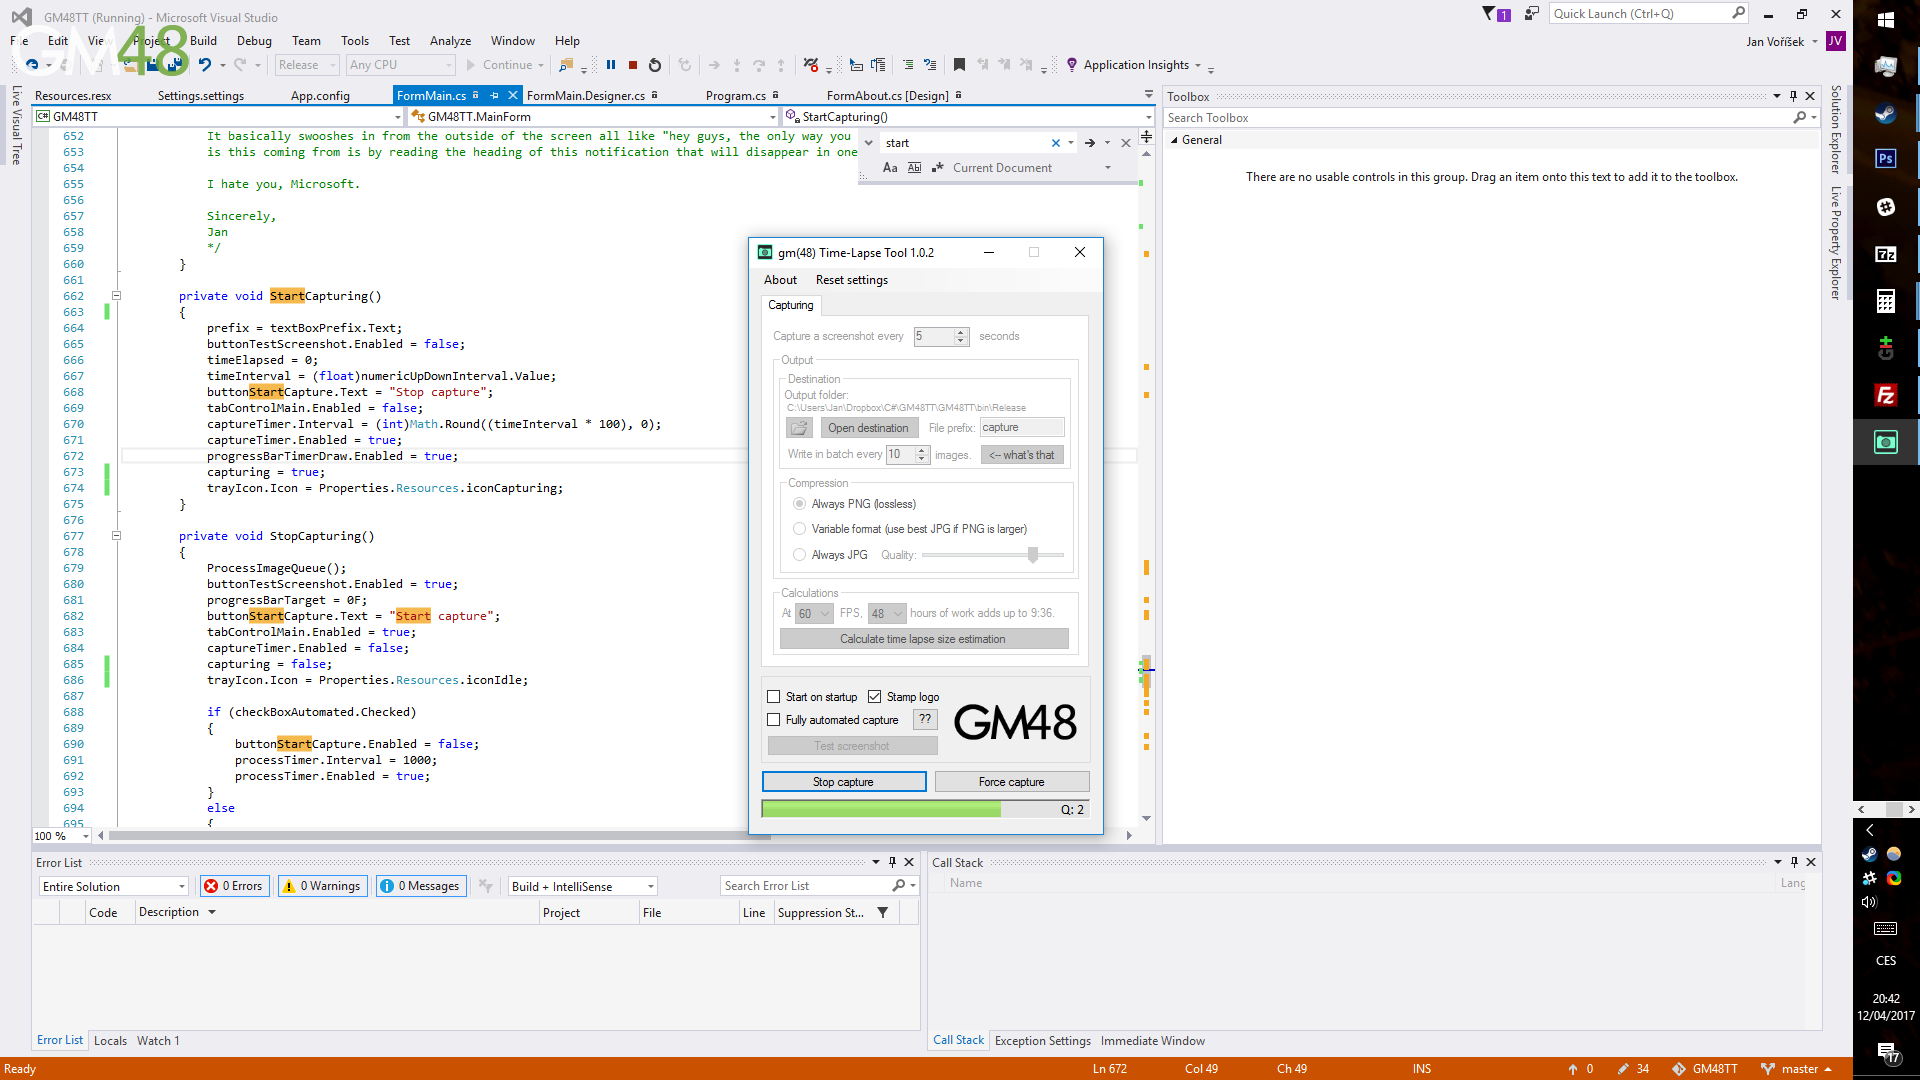 GM48TT (Running) - Microsoft Visual Studio
1
Quick Launch (Ctrl+Q)
File Edit View Project Build Debug Team Tools Test Analyze Window Help
Jan Voříšek JV
GM48
Release Any CPU Continue Application Insights
Resources.resx Settings.settings App.config FormMain.cs FormMain.Designer.cs Program.cs FormAbout.cs [Design]
C# GM48TT GM48TT.MainForm StartCapturing()
Live Visual Tree
652 It basically swooshes in from the outside of the screen all like "hey guys, the only way you
653 is this coming from is by reading the heading of this notification that will disappear in one
654
655 I hate you, Microsoft.
656
657 Sincerely,
658 Jan
659 */
660 }
661
662 private void StartCapturing()
663 {
664 prefix = textBoxPrefix.Text;
665 buttonTestScreenshot.Enabled = false;
666 timeElapsed = 0;
667 timeInterval = (float)numericUpDownInterval.Value;
668 buttonStartCapture.Text = "Stop capture";
669 tabControlMain.Enabled = false;
670 captureTimer.Interval = (int)Math.Round((timeInterval * 100), 0);
671 captureTimer.Enabled = true;
672 progressBarTimerDraw.Enabled = true;
673 capturing = true;
674 trayIcon.Icon = Properties.Resources.iconCapturing;
675 }
676
677 private void StopCapturing()
678 {
679 ProcessImageQueue();
680 buttonTestScreenshot.Enabled = true;
681 progressBarTarget = 0F;
682 buttonStartCapture.Text = "Start capture";
683 tabControlMain.Enabled = true;
684 captureTimer.Enabled = false;
685 capturing = false;
686 trayIcon.Icon = Properties.Resources.iconIdle;
687
688 if (checkBoxAutomated.Checked)
689 {
690 buttonStartCapture.Enabled = false;
691 processTimer.Interval = 1000;
692 processTimer.Enabled = true;
693 }
694 else
695 {
100 %
start
Aa Ab Current Document
gm(48) Time-Lapse Tool 1.0.2
About Reset settings
Capturing
Capture a screenshot every 5 seconds
Output
Destination
Output folder:
C:\Users\Jan\Dropbox\C#\GM48TT\GM48TT\bin\Release
Open destination File prefix: capture
Write in batch every 10 images. <-- what's that
Compression
Always PNG (lossless)
Variable format (use best JPG if PNG is larger)
Always JPG Quality:
Calculations
At 60 FPS, 48 hours of work adds up to 9:36.
Calculate time lapse size estimation
Start on startup Stamp logo
Fully automated capture ??
Test screenshot
GM48
Stop capture Force capture
Q: 2
Toolbox
Search Toolbox
General
There are no usable controls in this group. Drag an item onto this text to add it to the toolbox.
Solution Explorer
Live Property Explorer
Ps
7z
Fz
Error List
Entire Solution 0 Errors 0 Warnings 0 Messages Build + IntelliSense Search Error List
Code Description Project File Line Suppression St...
Error List Locals Watch 1
Call Stack
Name Lang
Call Stack Exception Settings Immediate Window
Ready Ln 672 Col 49 Ch 49 INS 0 34 GM48TT master
CES
20:42
12/04/2017
17